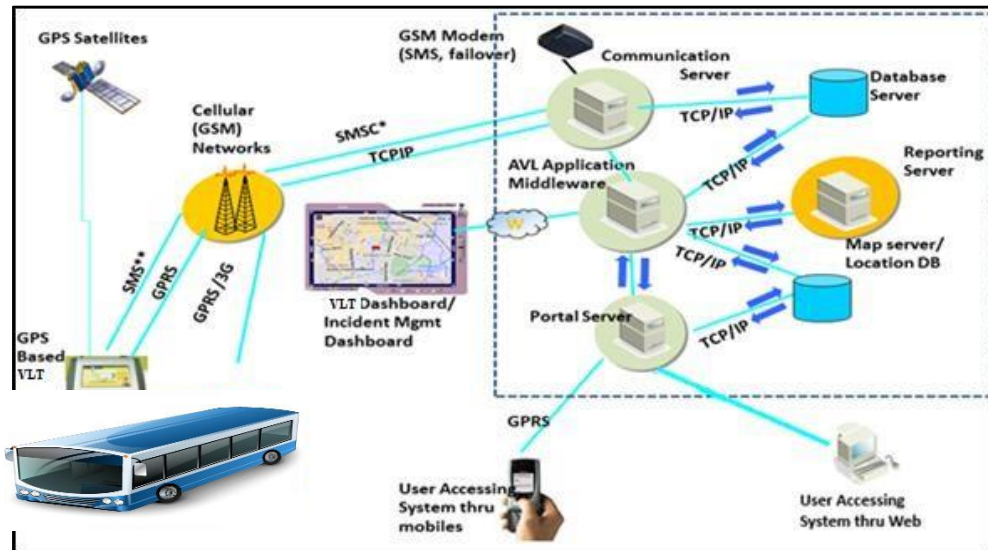 GPS Satellites
GSM Modem
(SMS, failover)
Communication
Server
Database
Server
TCP/IP
Cellular
(GSM)
Networks
SMSC*
TCPIP
AVL Application
Middleware
TCP/IP
Reporting
Server
W
TCP/IP
TCP/IP
Map server/
Location DB
SMS**
GPRS
GPRS /3G
VLT Dashboard/
Incident Mgmt
Dashboard
Portal Server
TCP/IP
GPS
Based
VLT
GPRS
User Accessing
System thru
mobiles
User Accessing
System thru Web